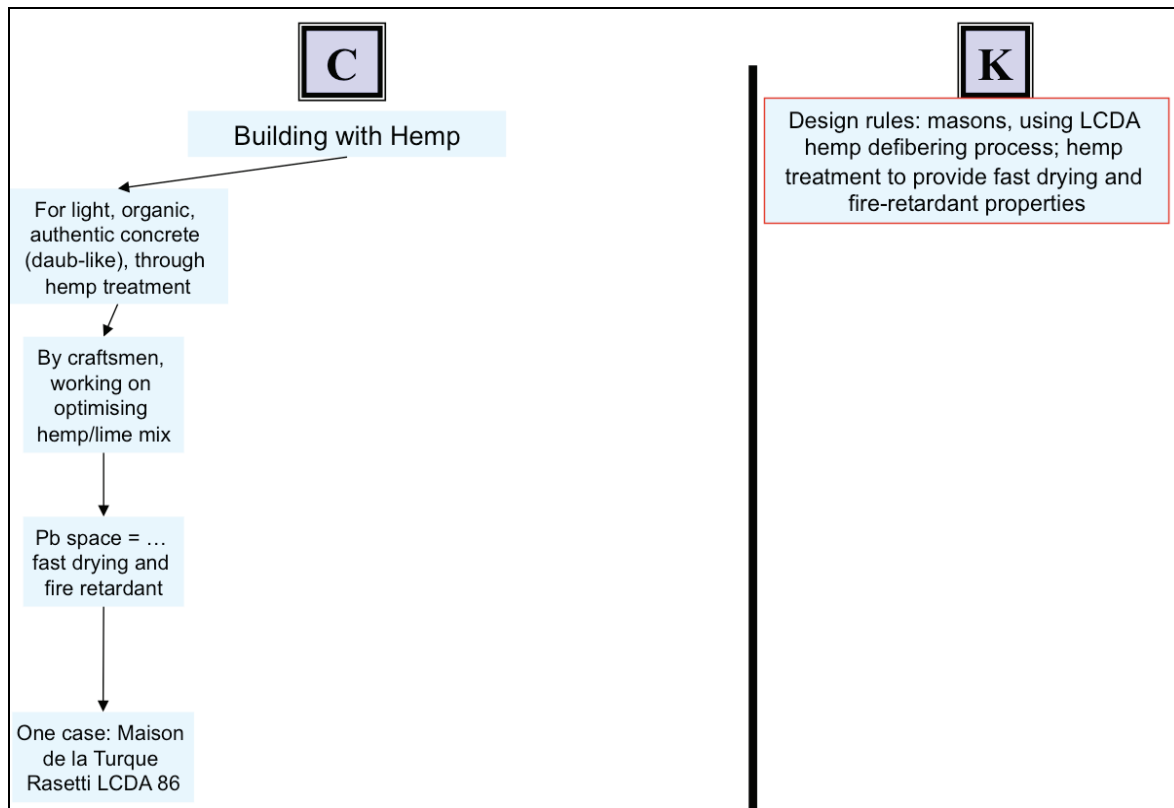 C
Building with Hemp
For light, organic,
authentic concrete
(daub-like), through
hemp treatment
By craftsmen,
working on
optimising
hemp/lime mix
Pb space = …
fast drying and
fire retardant
One case: Maison
de la Turque
Rasetti LCDA 86
K
Design rules: masons, using LCDA
hemp defibering process; hemp
treatment to provide fast drying and
fire-retardant properties